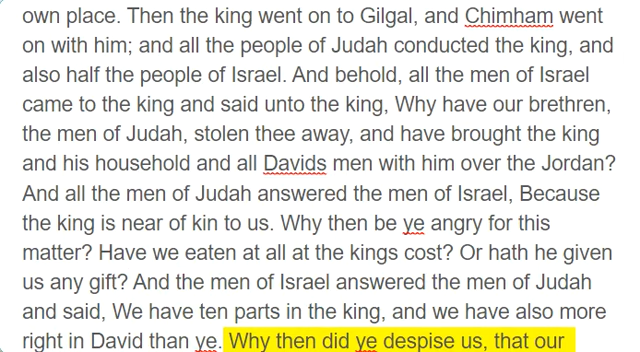 own place. Then the king went on to Gilgal, and Chimham went
on with him; and all the people of Judah conducted the king, and
also half the people of Israel. And behold, all the men of Israel
came to the king and said unto the king, Why have our brethren,
the men of Judah, stolen thee away, and have brought the king
and his household and all Davids men with him over the Jordan?
And all the men of Judah answered the men of Israel, Because
the king is near of kin to us. Why then be ye angry for this
matter? Have we eaten at all at the kings cost? Or hath he given
us any gift? And the men of Israel answered the men of Judah
and said, We have ten parts in the king, and we have also more
right in David than ye. Why then did ye despise us, that our